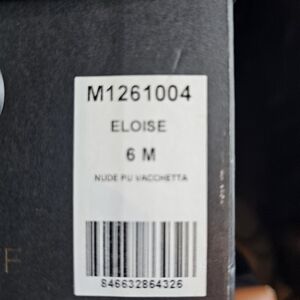 M1261004
ELOISE
6 M
NUDE PU VACCHETTA
846632864326
F